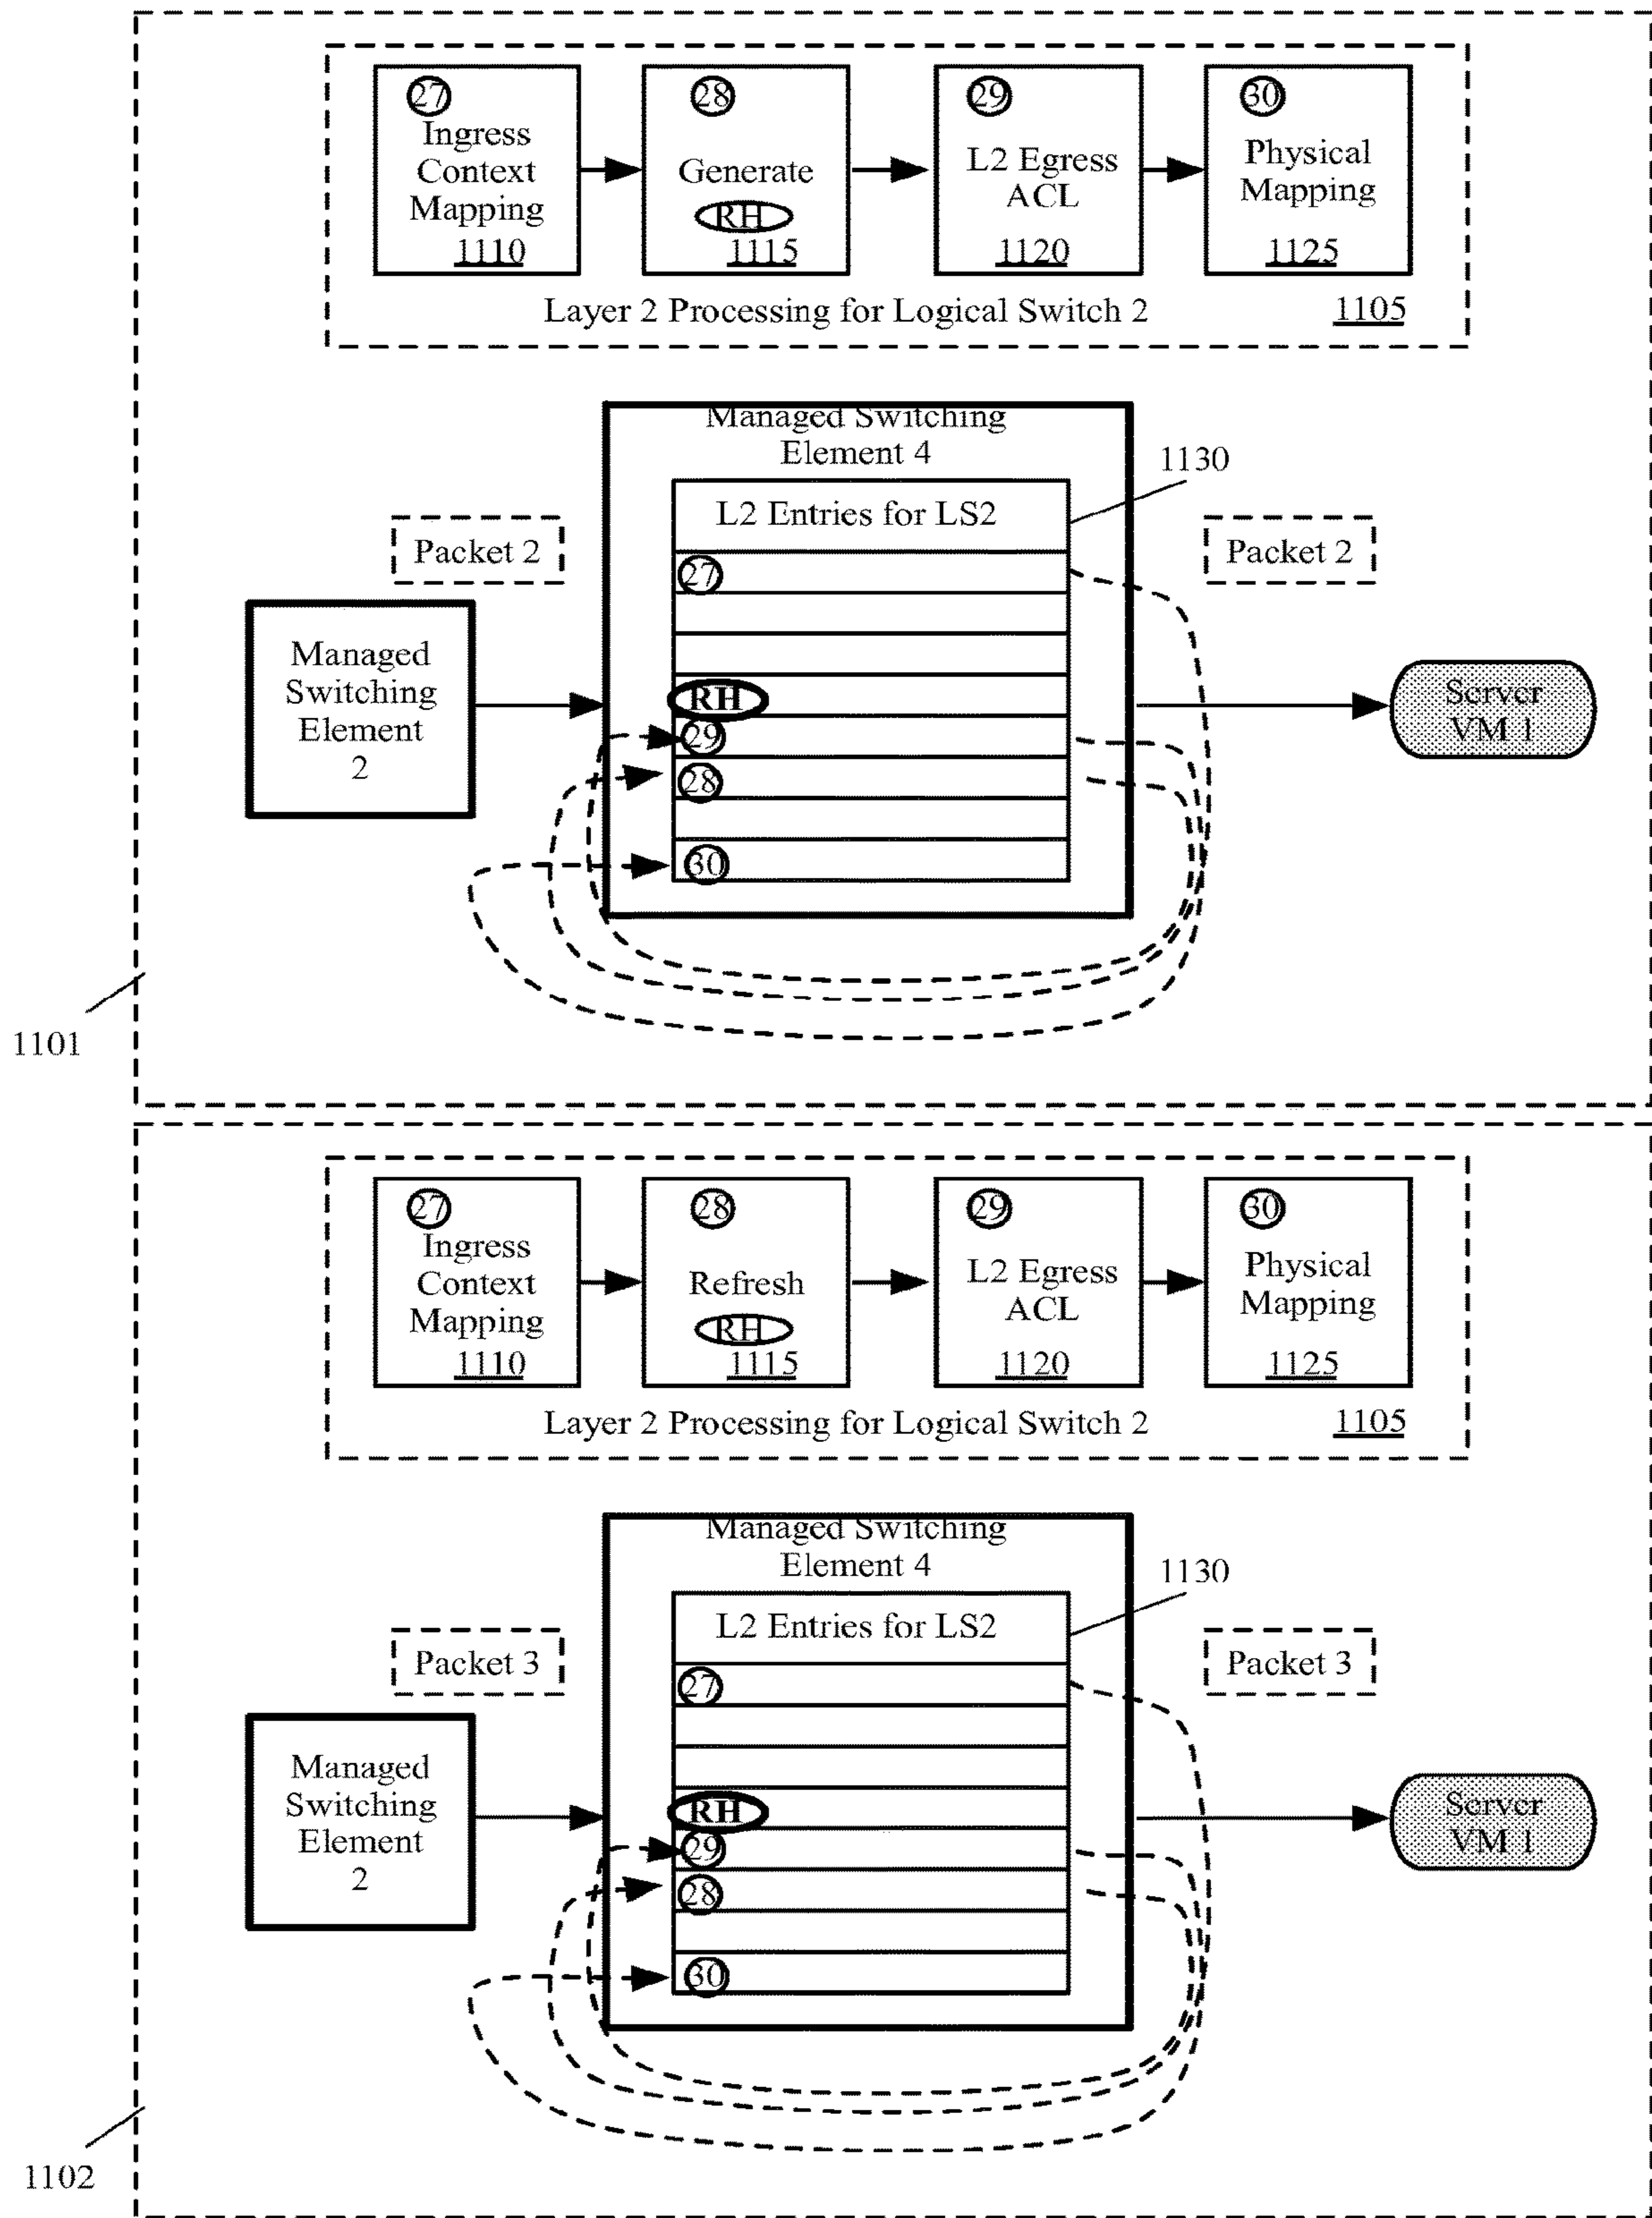 27
Ingress
Context
Mapping
1110
28
Generate
RH
1115
29
L2 Egress
ACL
1120
30
Physical
Mapping
1125
Layer 2 Processing for Logical Switch 2
1105
Managed Switching
Element 4
1130
L2 Entries for LS2
Packet 2
Packet 2
27
Managed
Switching
Element
2
RH
29
28
30
Server
VM 1
1101
27
Ingress
Context
Mapping
1110
28
Refresh
RH
1115
29
L2 Egress
ACL
1120
30
Physical
Mapping
1125
Layer 2 Processing for Logical Switch 2
1105
Managed Switching
Element 4
1130
L2 Entries for LS2
Packet 3
Packet 3
27
Managed
Switching
Element
2
RH
29
28
30
Server
VM 1
1102